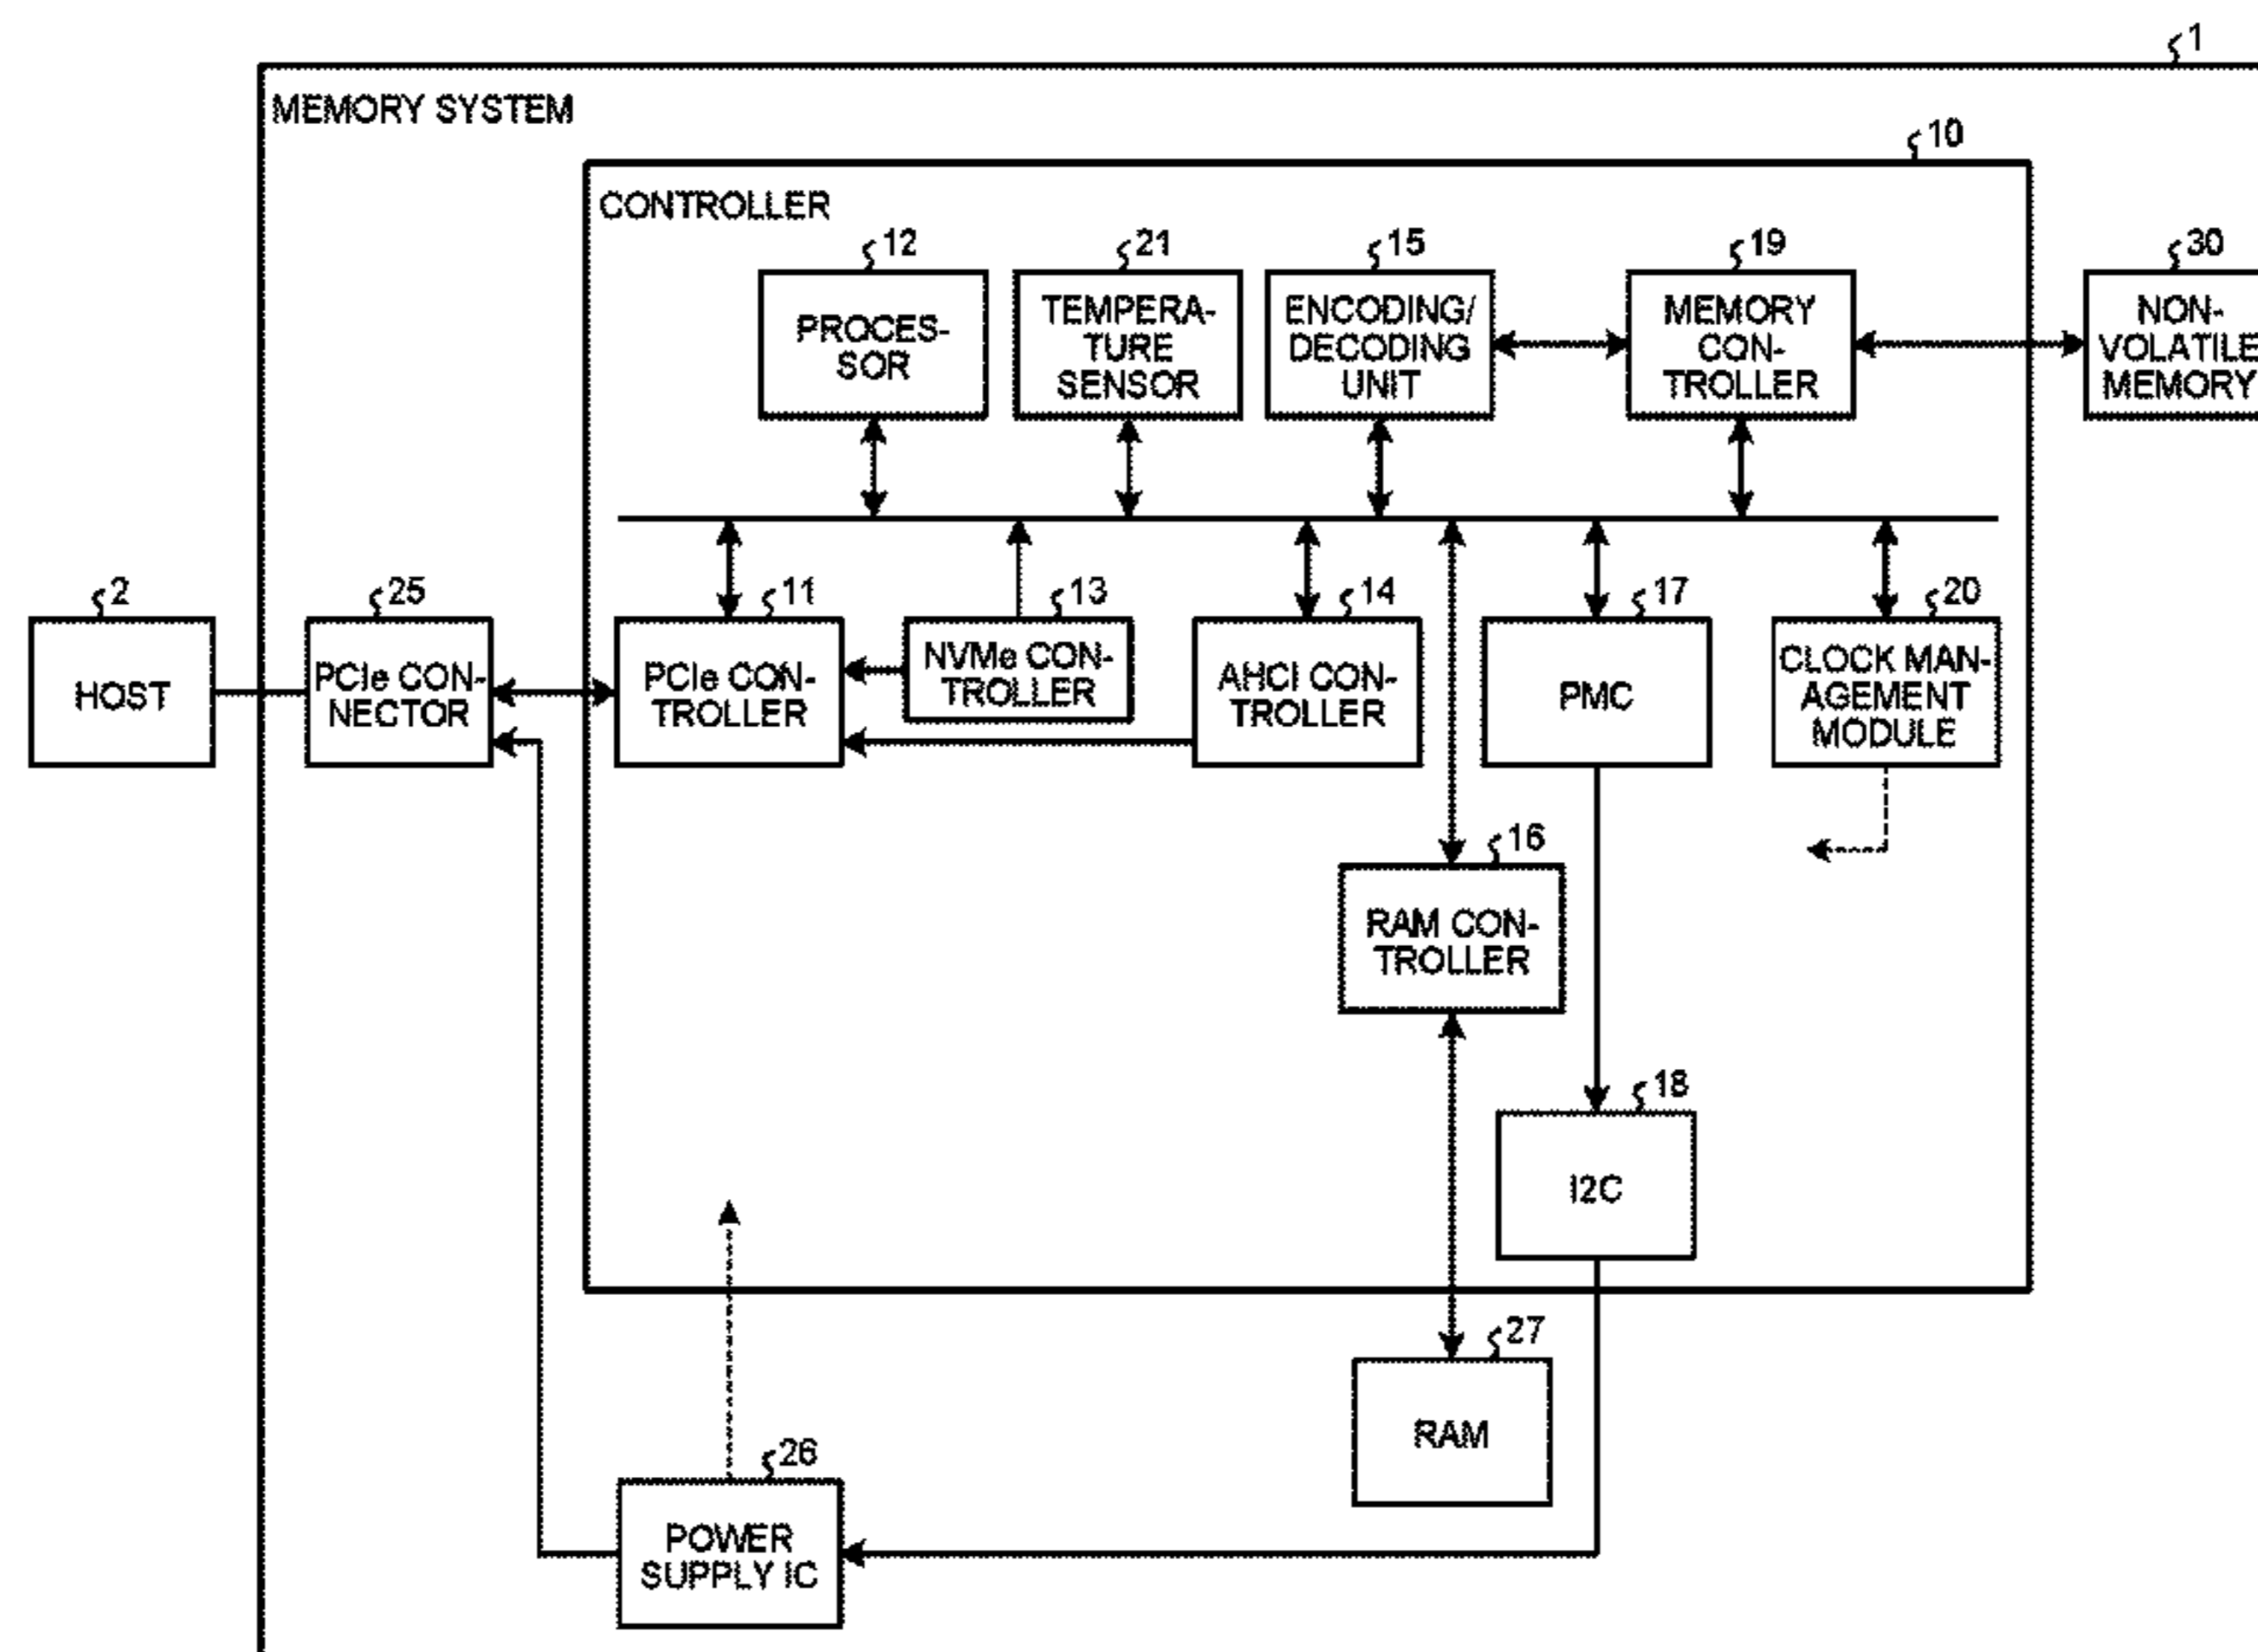 1
MEMORY SYSTEM
10
CONTROLLER
12
21
15
19
30
PROCES-
SOR
TEMPERA-
TURE
SENSOR
ENCODING/
DECODING
UNIT
MEMORY
CON-
TROLLER
NON-
VOLATILE
MEMORY
2
25
11
13
14
17
20
HOST
PCIe CON-
NECTOR
PCIe CON-
TROLLER
NVMe CON-
TROLLER
AHCI CON-
TROLLER
PMC
CLOCK MAN-
AGEMENT
MODULE
16
RAM CON-
TROLLER
18
I2C
27
RAM
26
POWER
SUPPLY IC